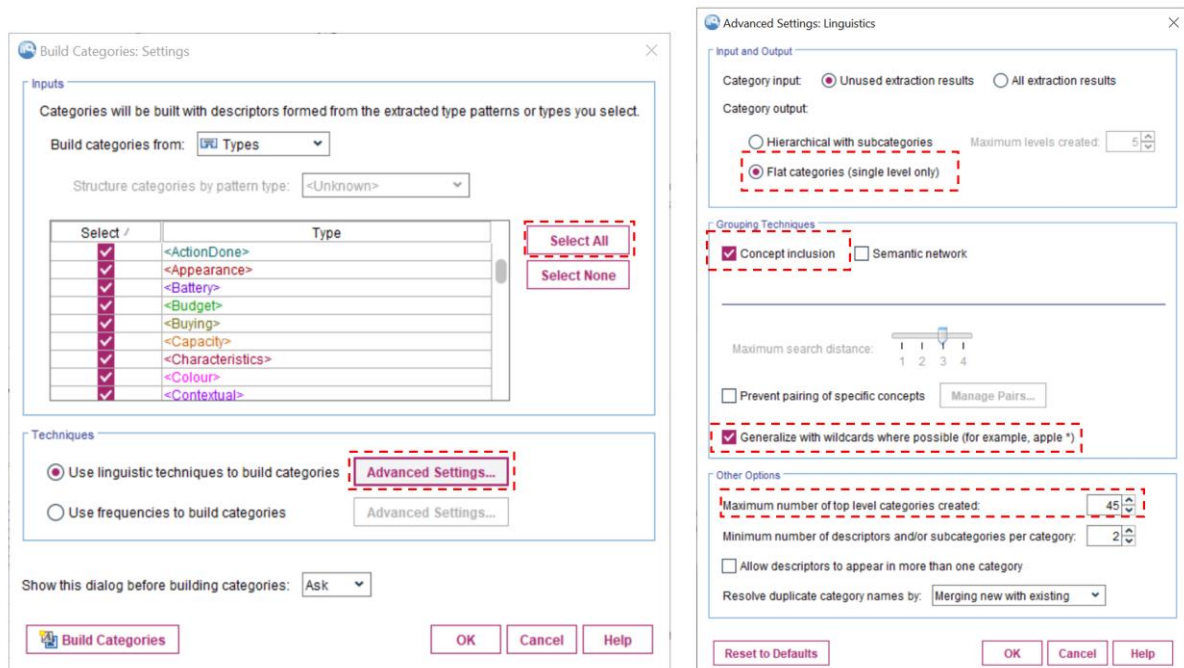 Build Categories: Settings
Inputs
Categories will be built with descriptors formed from the extracted type patterns or types you select.
Build categories from: Types
Structure categories by pattern type: <Unknown>
Select Type
<ActionDone>
<Appearance>
<Battery>
<Budget>
<Buying>
<Capacity>
<Characteristics>
<Colour>
<Contextual>
Select All
Select None
Techniques
Use linguistic techniques to build categories Advanced Settings...
Use frequencies to build categories Advanced Settings...
Show this dialog before building categories: Ask
Build Categories OK Cancel Help
Advanced Settings: Linguistics
Input and Output
Category input: Unused extraction results All extraction results
Category output:
Hierarchical with subcategories Maximum levels created: 5
Flat categories (single level only)
Grouping Techniques
Concept inclusion Semantic network
Maximum search distance:
1 2 3 4
Prevent pairing of specific concepts Manage Pairs...
Generalize with wildcards where possible (for example, apple *)
Other Options
Maximum number of top level categories created: 45
Minimum number of descriptors and/or subcategories per category: 2
Allow descriptors to appear in more than one category
Resolve duplicate category names by: Merging new with existing
Reset to Defaults OK Cancel Help